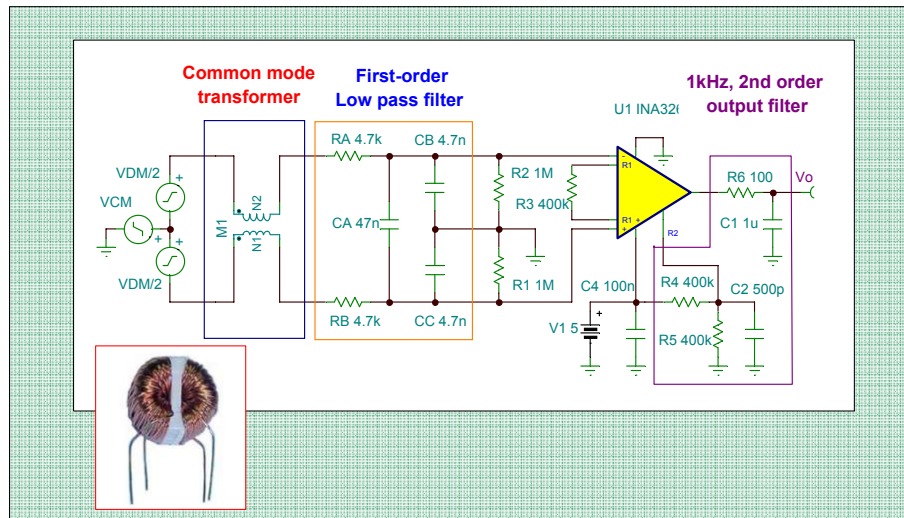 Common mode
transformer
First-order
Low pass filter
1kHz, 2nd order
output filter
U1 INA326
RA 4.7k
CB 4.7n
VDM/2
+
VCM
+
+
VDM/2
M1
N2
N1
CA 47n
R2 1M
R3 400k
-
R1
R1
+
+
R2
R6 100
Vo
C1 1u
RB 4.7k
CC 4.7n
R1 1M
C4 100n
R4 400k
C2 500p
V1 5
+
R5 400k